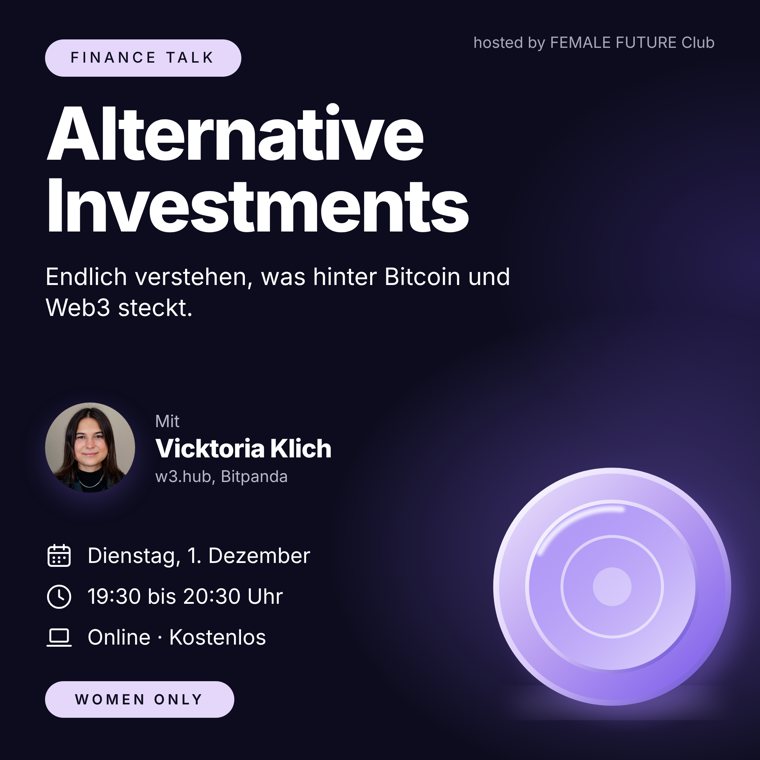 FINANCE TALK
hosted by FEMALE FUTURE Club
Alternative
Investments
Endlich verstehen, was hinter Bitcoin und
Web3 steckt.
Mit
Vicktoria Klich
w3.hub, Bitpanda
Dienstag, 1. Dezember
19:30 bis 20:30 Uhr
Online · Kostenlos
WOMEN ONLY